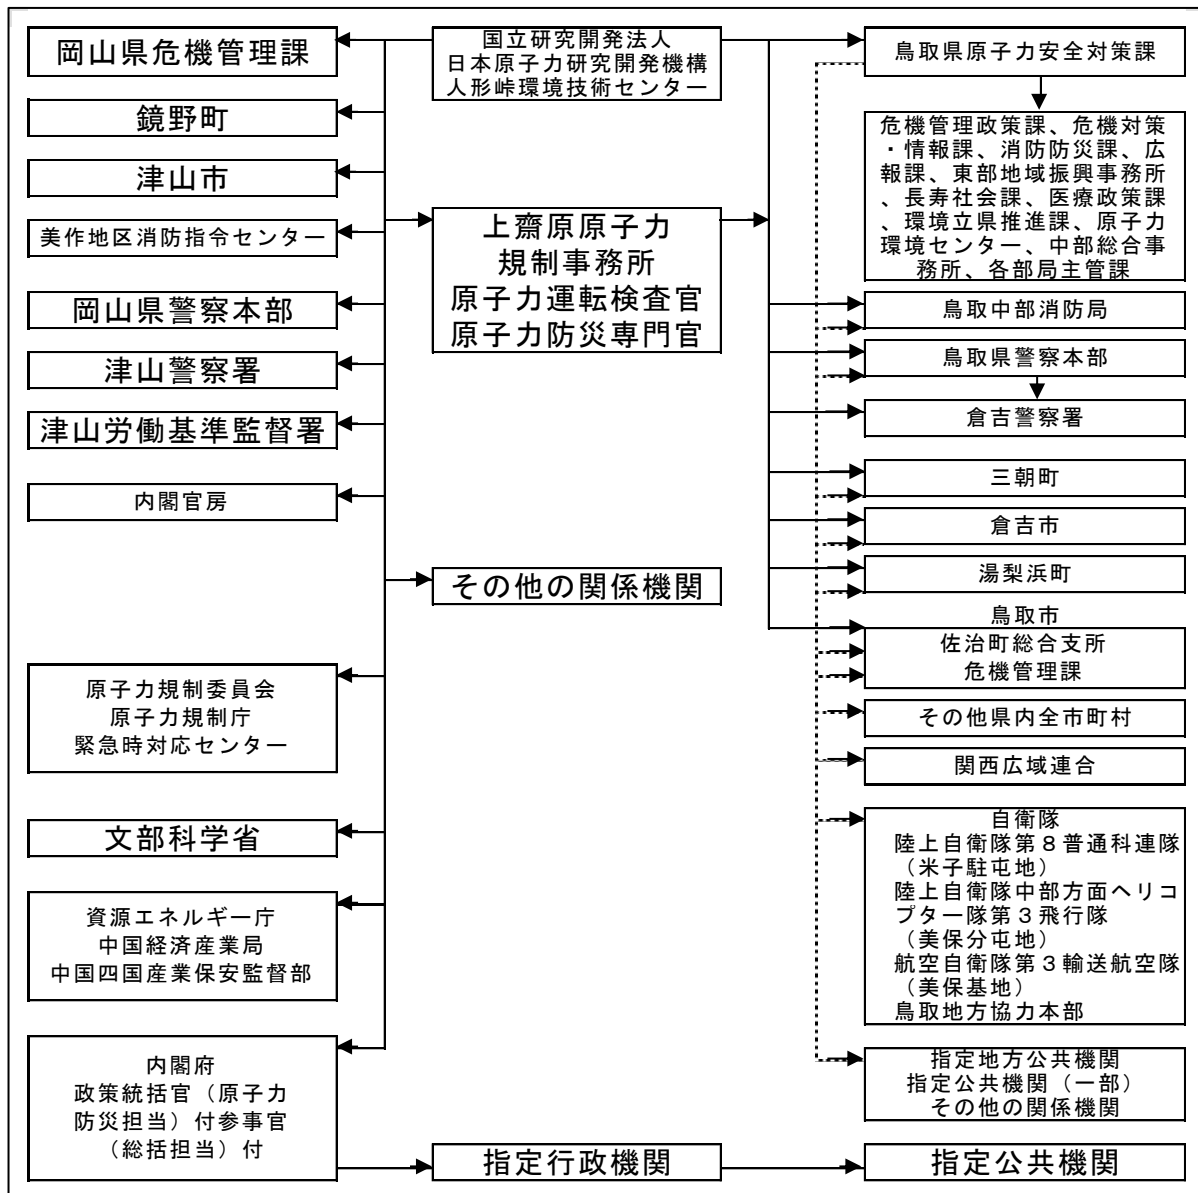 岡山県危機管理課
鏡野町
津山市
美作地区消防指令センター
岡山県警察本部
津山警察署
津山労働基準監督署
内閣官房
原子力規制委員会
原子力規制庁
緊急時対応センター
文部科学省
資源エネルギー庁
中国経済産業局
中国四国産業保安監督部
内閣府
政策統括官（原子力
防災担当）付参事官
（総括担当）付
国立研究開発法人
日本原子力研究開発機構
人形峠環境技術センター
上齋原原子力
規制事務所
原子力運転検査官
原子力防災専門官
その他の関係機関
指定行政機関
鳥取県原子力安全対策課
危機管理政策課、危機対策
・情報課、消防防災課、広
報課、東部地域振興事務所
、長寿社会課、医療政策課
、環境立県推進課、原子力
環境センター、中部総合事
務所、各部局主管課
鳥取中部消防局
鳥取県警察本部
倉吉警察署
三朝町
倉吉市
湯梨浜町
鳥取市
佐治町総合支所
危機管理課
その他県内全市町村
関西広域連合
自衛隊
陸上自衛隊第８普通科連隊
（米子駐屯地）
陸上自衛隊中部方面ヘリコ
プター隊第３飛行隊
（美保分屯地）
航空自衛隊第３輸送航空隊
（美保基地）
鳥取地方協力本部
指定地方公共機関
指定公共機関（一部）
その他の関係機関
指定公共機関